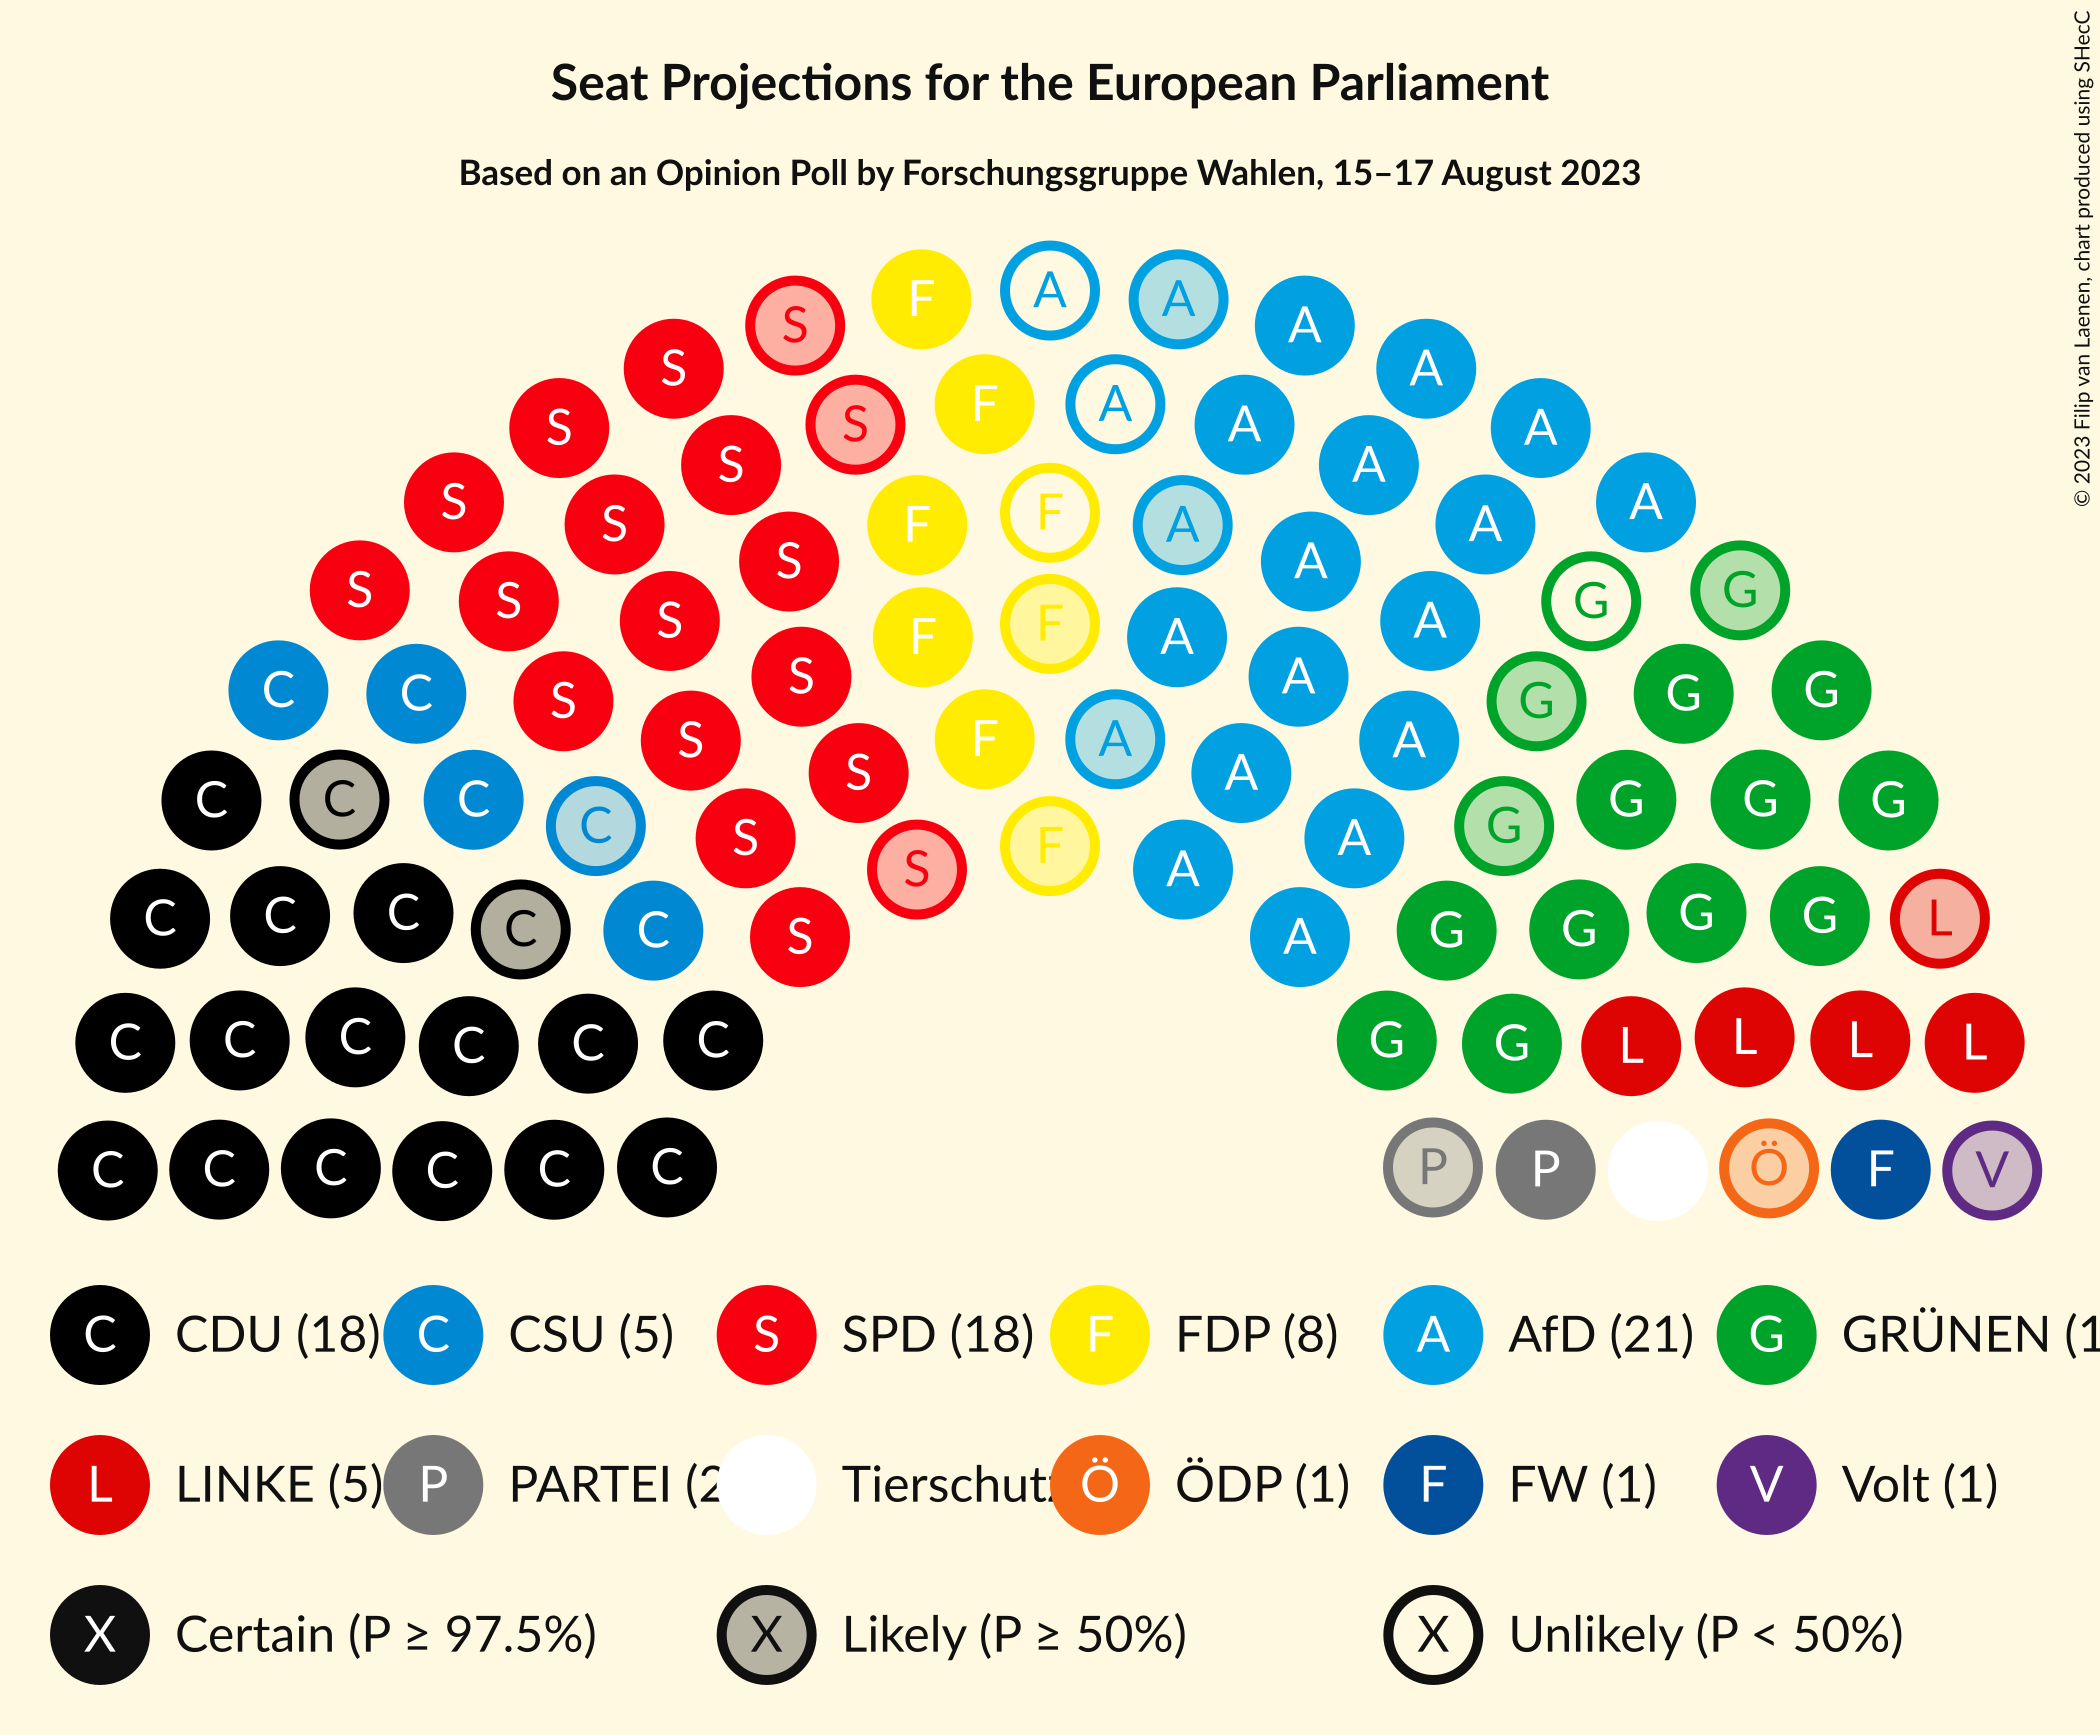 Seat Projections for the European Parliament
Based on an Opinion Poll by Forschungsgruppe Wahlen, 15–17 August 2023
© 2023 Filip van Laenen, chart produced using SHecC
A
F A
S A
S A
S F A A
S S A A
S F A
S A
S F A A A
S S A A
S F G
S S A G
S F A A
C C S S A G G G
S F A
C C C S A G G G
C S A G
S F A
C C C C C S S A A G G G G L
C C C C C C G G L L L L
C C C C C C P P Ö F V
C CDU (18) C CSU (5) S SPD (18) F FDP (8) A AfD (21) G GRÜNEN (1
L LINKE (5) P PARTEI (2 Tierschutz Ö ÖDP (1) F FW (1) V Volt (1)
X Certain (P ≥ 97.5%) X Likely (P ≥ 50%) X Unlikely (P < 50%)